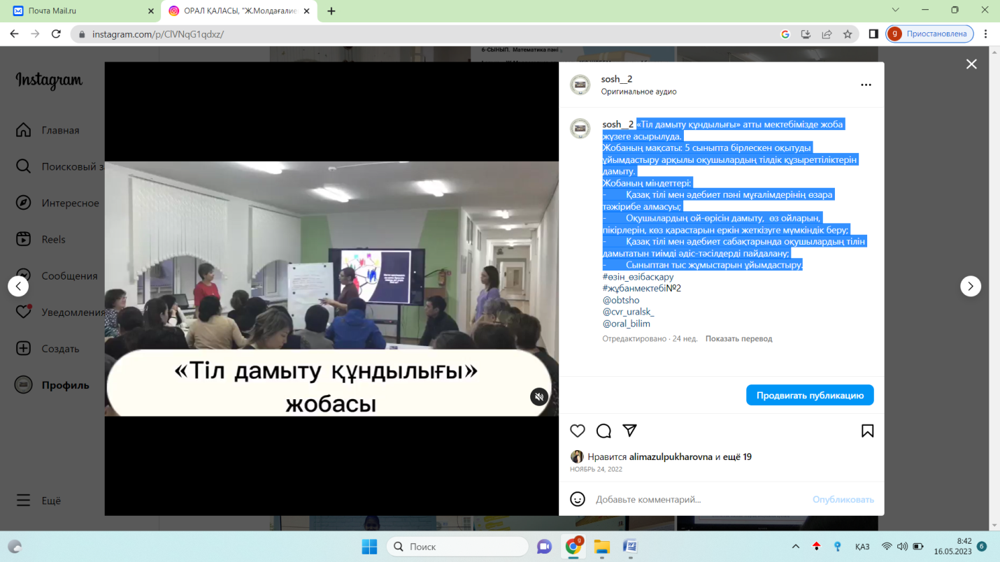 Почта Mail.ru
ОРАЛ ҚАЛАСЫ, "Ж.Молдағалие
instagram.com/p/ClVNqG1qdxz/
Приостановлена
6-СЫНЫП. Математика пәні
Instagram
Главная
Поисковый з
Интересное
Reels
Сообщения
Уведомления
Создать
Профиль
Ещё
«Тіл дамыту құндылығы»
жобасы
sosh__2
Оригинальное аудио
sosh__2 «Тіл дамыту құндылығы» атты мектебімізде жоба
жүзеге асырылуда.
Жобаның мақсаты: 5 сыныпта бірлескен оқытуды
ұйымдастыру арқылы оқушылардың тілдік құзыреттіліктерін
дамыту.
Жобаның міндеттері:
- Қазақ тілі мен әдебиет пәні мұғалімдерінің өзара
тәжірибе алмасуы;
- Оқушылардың ой-өрісін дамыту, өз ойларын,
пікірлерін, көз қарастарын еркін жеткізуге мүмкіндік беру;
- Қазақ тілі мен әдебиет сабақтарында оқушылардың тілін
дамытатын тиімді әдіс-тәсілдерді пайдалану;
- Сыныптан тыс жұмыстарын ұйымдастыру.
#өзін_өзібасқару
#жұбанмектебі№2
@obtsho
@cvr_uralsk_
@oral_bilim
Отредактировано · 24 нед. Показать перевод
Продвигать публикацию
Нравится alimazulpukharovna и ещё 19
НОЯБРЬ 24, 2022
Добавьте комментарий...
Опубликовать
Поиск
ҚАЗ
8:42
16.05.2023
6